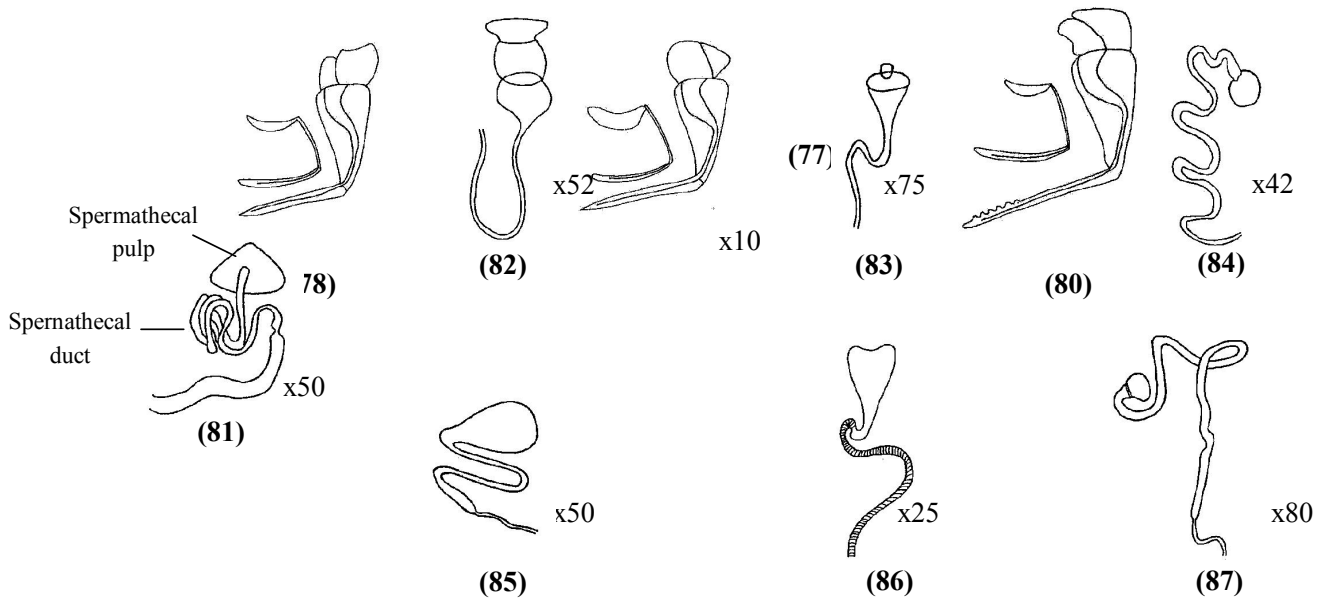 x52
(77)
x75
x42
Spermathecal
pulp
x10
(82)
(83)
(80)
(84)
78)
Spernathecal
duct
x50
(81)
x50
x25
x80
(85)
(86)
(87)